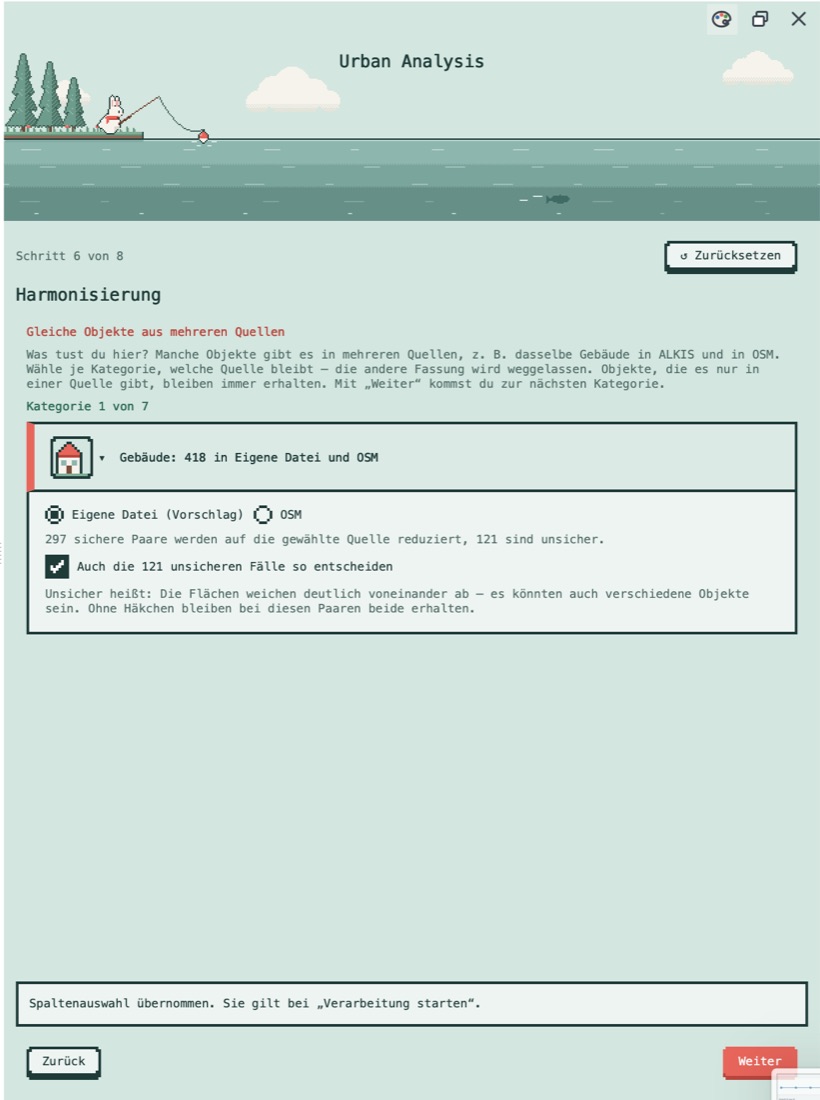 Urban Analysis
Schritt 6 von 8
↺ Zurücksetzen
Harmonisierung
Gleiche Objekte aus mehreren Quellen
Was tust du hier? Manche Objekte gibt es in mehreren Quellen, z. B. dasselbe Gebäude in ALKIS und in OSM.
Wähle je Kategorie, welche Quelle bleibt – die andere Fassung wird weggelassen. Objekte, die es nur in
einer Quelle gibt, bleiben immer erhalten. Mit „Weiter“ kommst du zur nächsten Kategorie.
Kategorie 1 von 7
▾ Gebäude: 418 in Eigene Datei und OSM
Eigene Datei (Vorschlag) OSM
297 sichere Paare werden auf die gewählte Quelle reduziert, 121 sind unsicher.
Auch die 121 unsicheren Fälle so entscheiden
Unsicher heißt: Die Flächen weichen deutlich voneinander ab – es könnten auch verschiedene Objekte
sein. Ohne Häkchen bleiben bei diesen Paaren beide erhalten.
Spaltenauswahl übernommen. Sie gilt bei „Verarbeitung starten“.
Zurück
Weiter